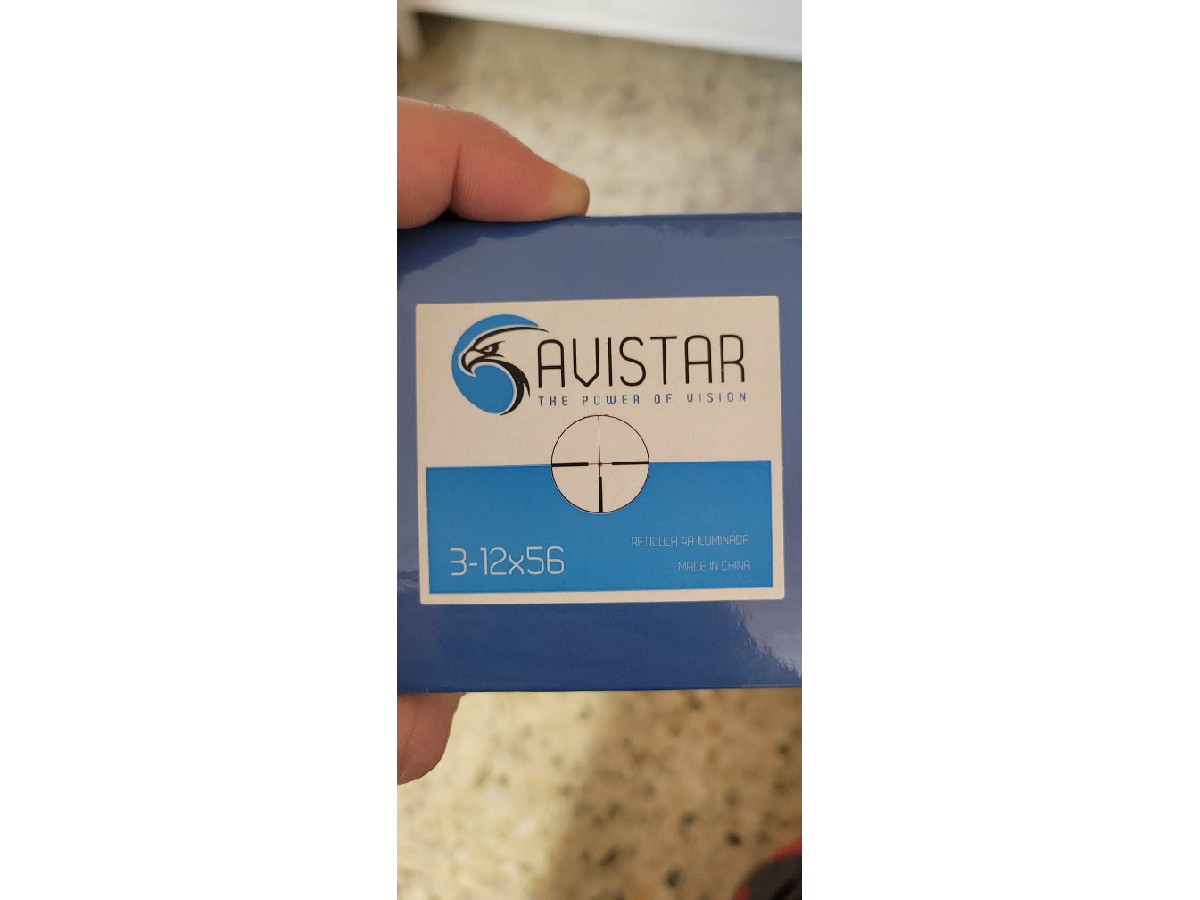 AVISTAR
THE POWER OF VISION
RETICULA 4A ILUMINADA
3-12x56
MADE IN CHINA